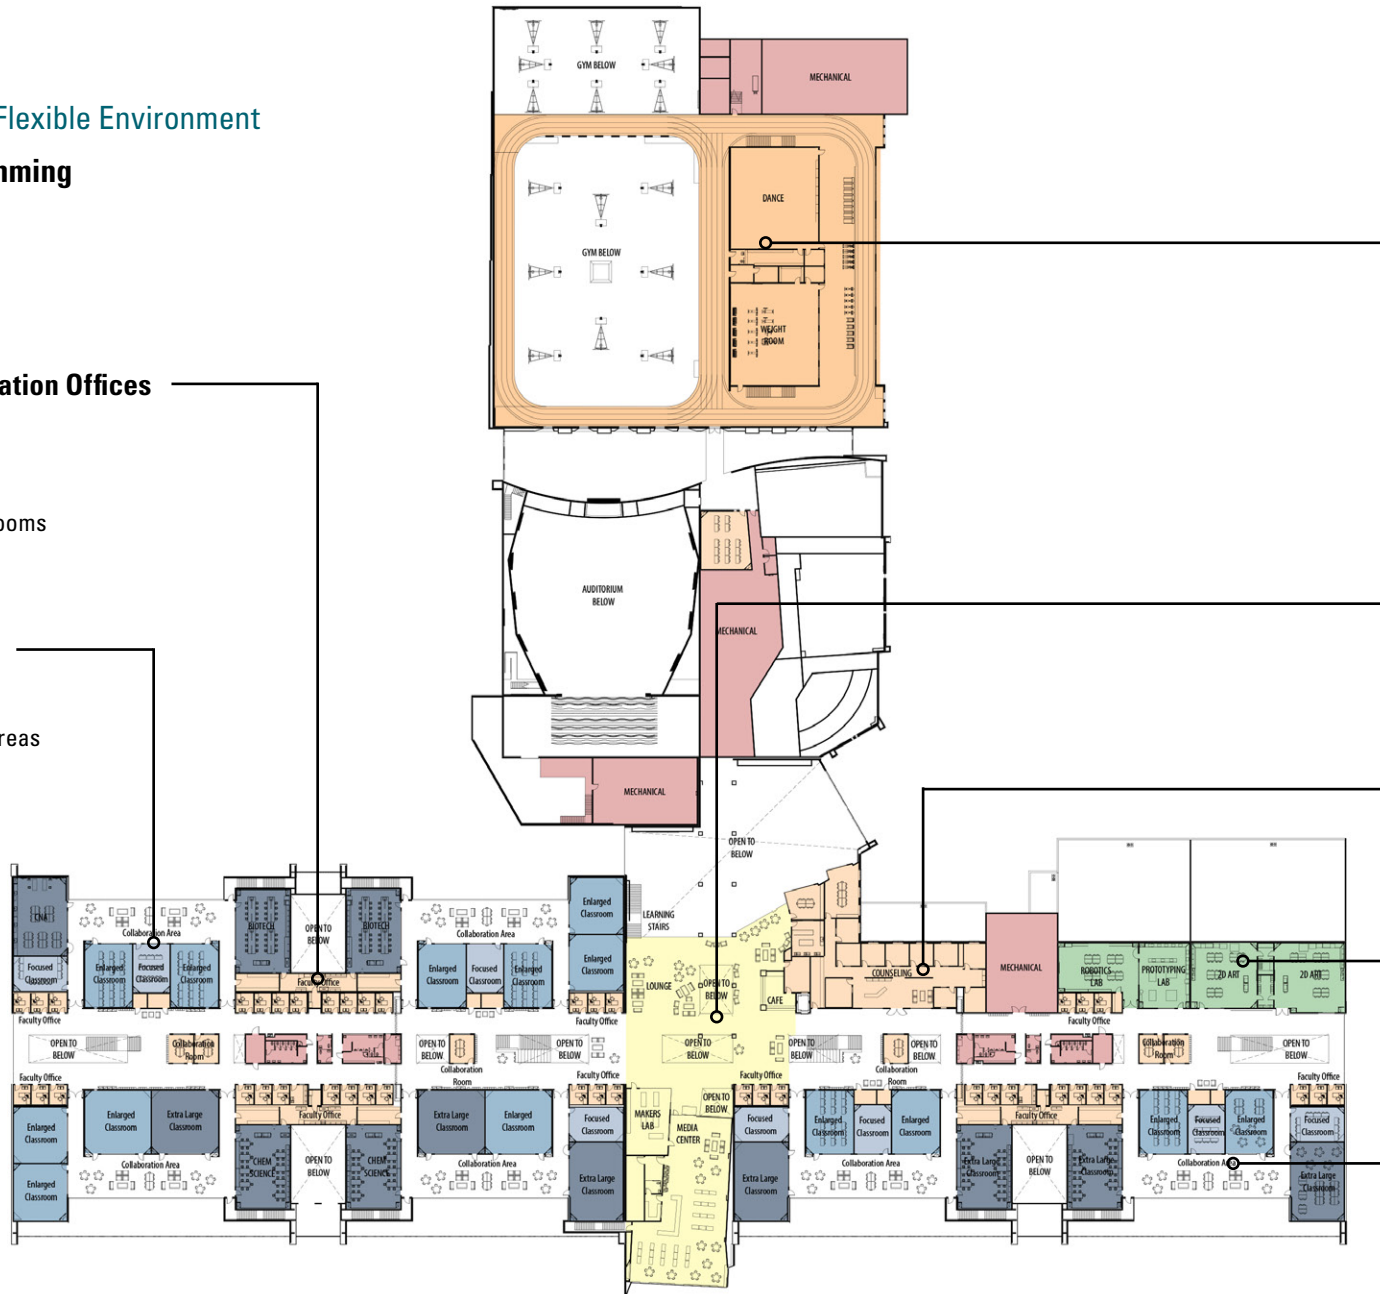 Flexible Environment
nming
ation Offices
ooms
reas
GYM BELOW
MECHANICAL
DANCE
GYM BELOW
WEIGHT
ROOM
AUDITORIUM
BELOW
MECHANICAL
MECHANICAL
OPEN TO
BELOW
LEARNING
STAIRS
CNA
Collaboration Area
BIOTECH
OPEN TO
BELOW
BIOTECH
Collaboration Area
Enlarged
Classroom
Focused
Classroom
Enlarged
Classroom
Focused
Classroom
Enlarged
Classroom
Faculty Office
Enlarged
Classroom
Focused
Classroom
Enlarged
Classroom
Enlarged
Classroom
LOUNGE
OPEN TO
BELOW
CAFE
COUNSELING
MECHANICAL
ROBOTICS
LAB
PROTOTYPING
LAB
2D ART
2D ART
Faculty Office
Faculty Office
Faculty Office
OPEN TO
BELOW
Collaboration
Room
OPEN TO
BELOW
Collaboration
Room
OPEN TO
BELOW
OPEN TO
BELOW
OPEN TO
BELOW
OPEN TO
BELOW
Collaboration
Room
Collaboration
Room
OPEN TO
BELOW
Faculty Office
Faculty Office
Faculty Office
Faculty Office
Enlarged
Classroom
Enlarged
Classroom
Extra Large
Classroom
Faculty Office
Extra Large
Classroom
Enlarged
Classroom
Focused
Classroom
MAKERS
LAB
OPEN TO
BELOW
MEDIA
CENTER
Focused
Classroom
Enlarged
Classroom
Focused
Classroom
Enlarged
Classroom
Faculty Office
Enlarged
Classroom
Focused
Classroom
Enlarged
Classroom
Focused
Classroom
Enlarged
Classroom
Collaboration Area
CHEM
SCIENCE
OPEN TO
BELOW
CHEM
SCIENCE
Collaboration Area
Extra Large
Classroom
Extra Large
Classroom
Collaboration Area
Extra Large
Classroom
OPEN TO
BELOW
Extra Large
Classroom
Collaboration Area
Extra Large
Classroom